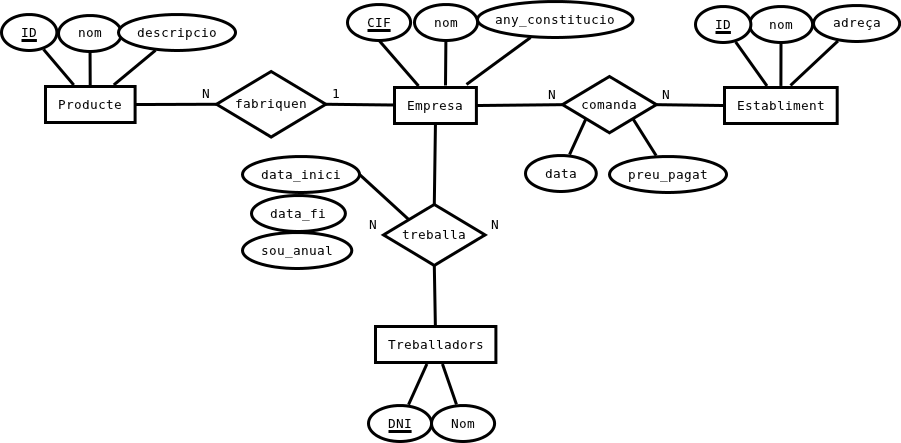 ID nom descripcio
CIF nom any_constitucio
ID nom adreça
Producte N fabriquen 1 Empresa N comanda N Establiment
data preu_pagat
data_inici
data_fi
sou_anual
N treballa N
Treballadors
DNI Nom